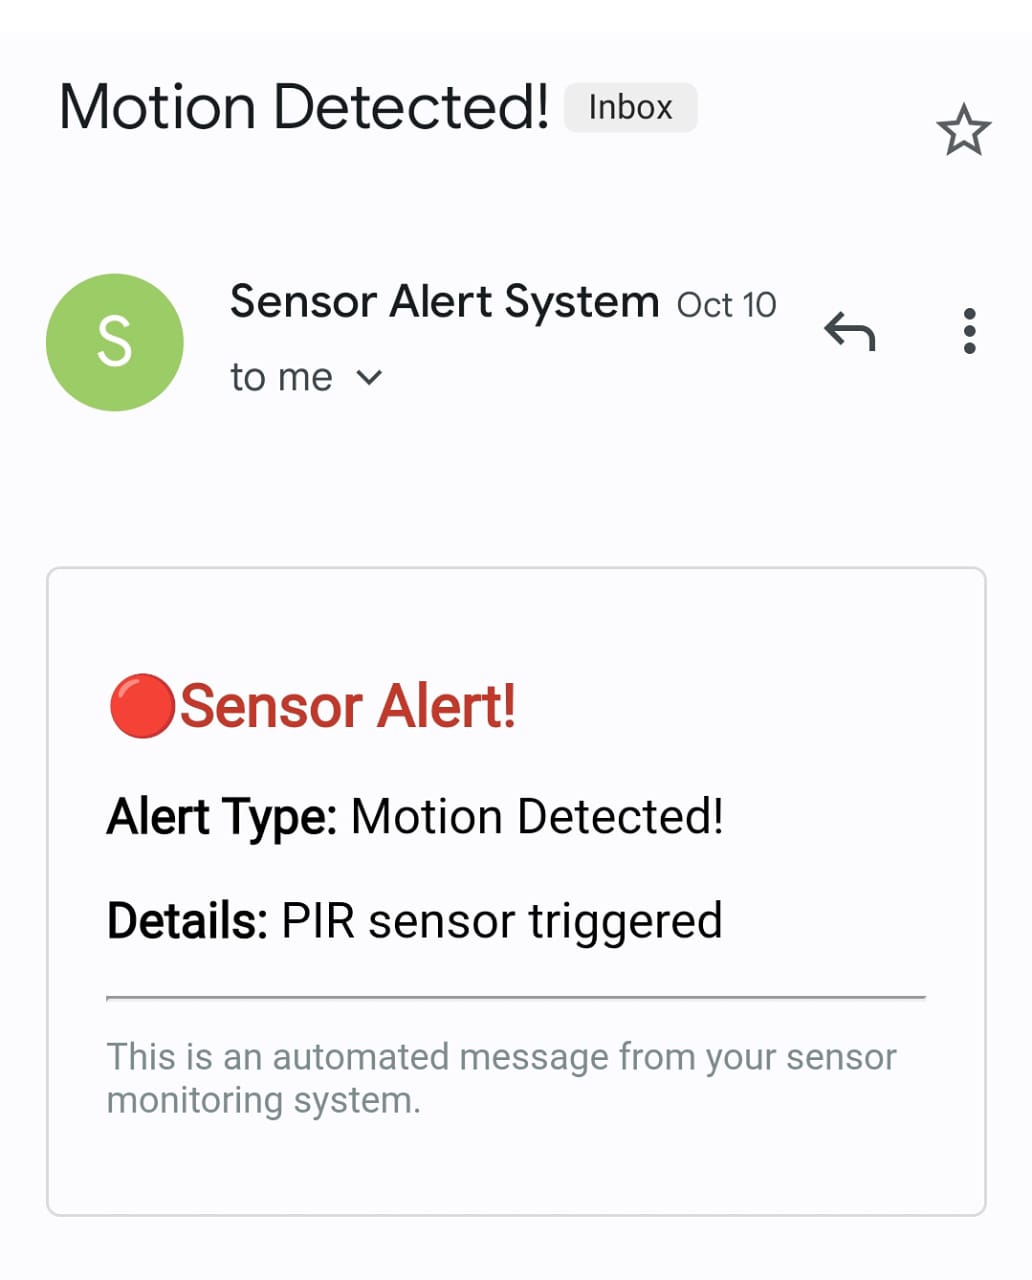 Motion Detected! Inbox
S
Sensor Alert System Oct 10
to me
🔴Sensor Alert!
Alert Type: Motion Detected!
Details: PIR sensor triggered
This is an automated message from your sensor
monitoring system.